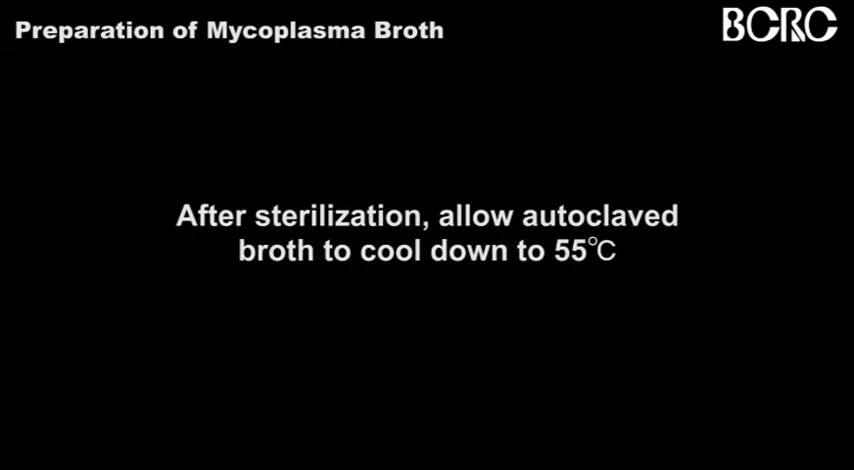 Preparation of Mycoplasma Broth
BCRC
After sterilization, allow autoclaved
broth to cool down to 55℃